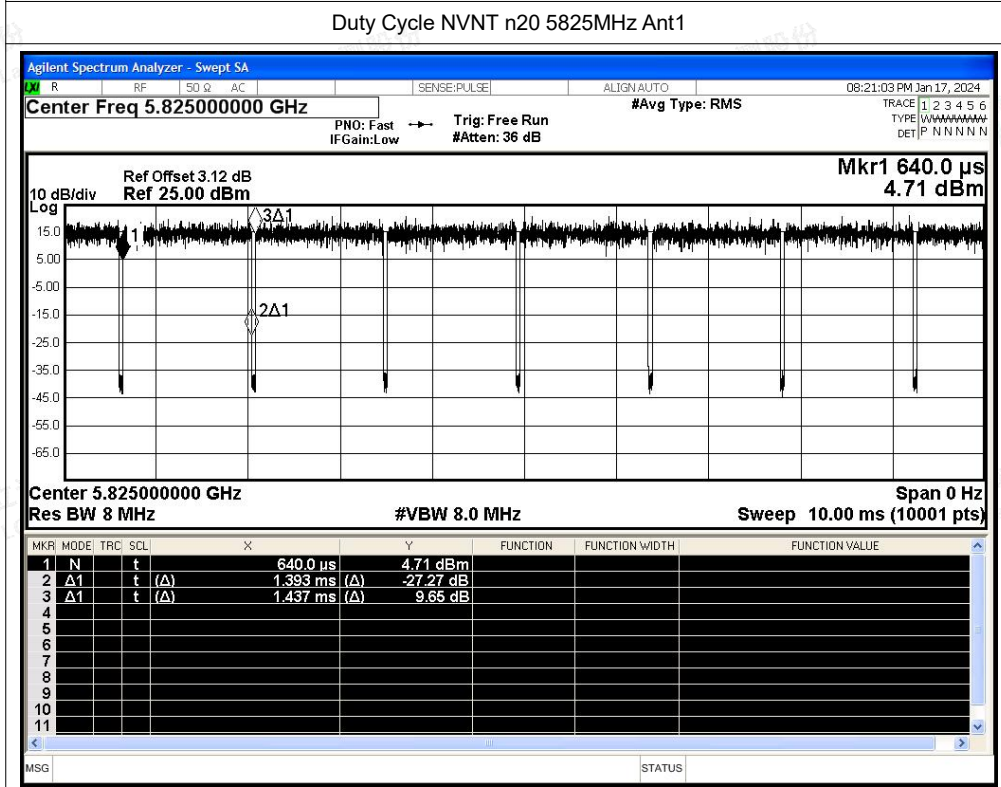 Duty Cycle NVNT n20 5825MHz Ant1
Agilent Spectrum Analyzer - Swept SA
LXI R RF 50 Ω AC SENSE:PULSE ALIGN AUTO 08:21:03 PM Jan 17, 2024
Center Freq 5.825000000 GHz #Avg Type: RMS TRACE 1 2 3 4 5 6
PNO: Fast Trig: Free Run TYPE WWWWWW
IFGain:Low #Atten: 36 dB DET P N N N N N
Mkr1 640.0 µs
Ref Offset 3.12 dB
10 dB/div Ref 25.00 dBm 4.71 dBm
Log
3Δ1
15.0
1
5.00
-5.00
-15.0
2Δ1
-25.0
-35.0
-45.0
-55.0
-65.0
Center 5.825000000 GHz Span 0 Hz
Res BW 8 MHz #VBW 8.0 MHz Sweep 10.00 ms (10001 pts)
MKR MODE TRC SCL X Y FUNCTION FUNCTION WIDTH FUNCTION VALUE
1 N t 640.0 µs 4.71 dBm
2 Δ1 t (Δ) 1.393 ms (Δ) -27.27 dB
3 Δ1 t (Δ) 1.437 ms (Δ) 9.65 dB
4
5
6
7
8
9
10
11
MSG STATUS